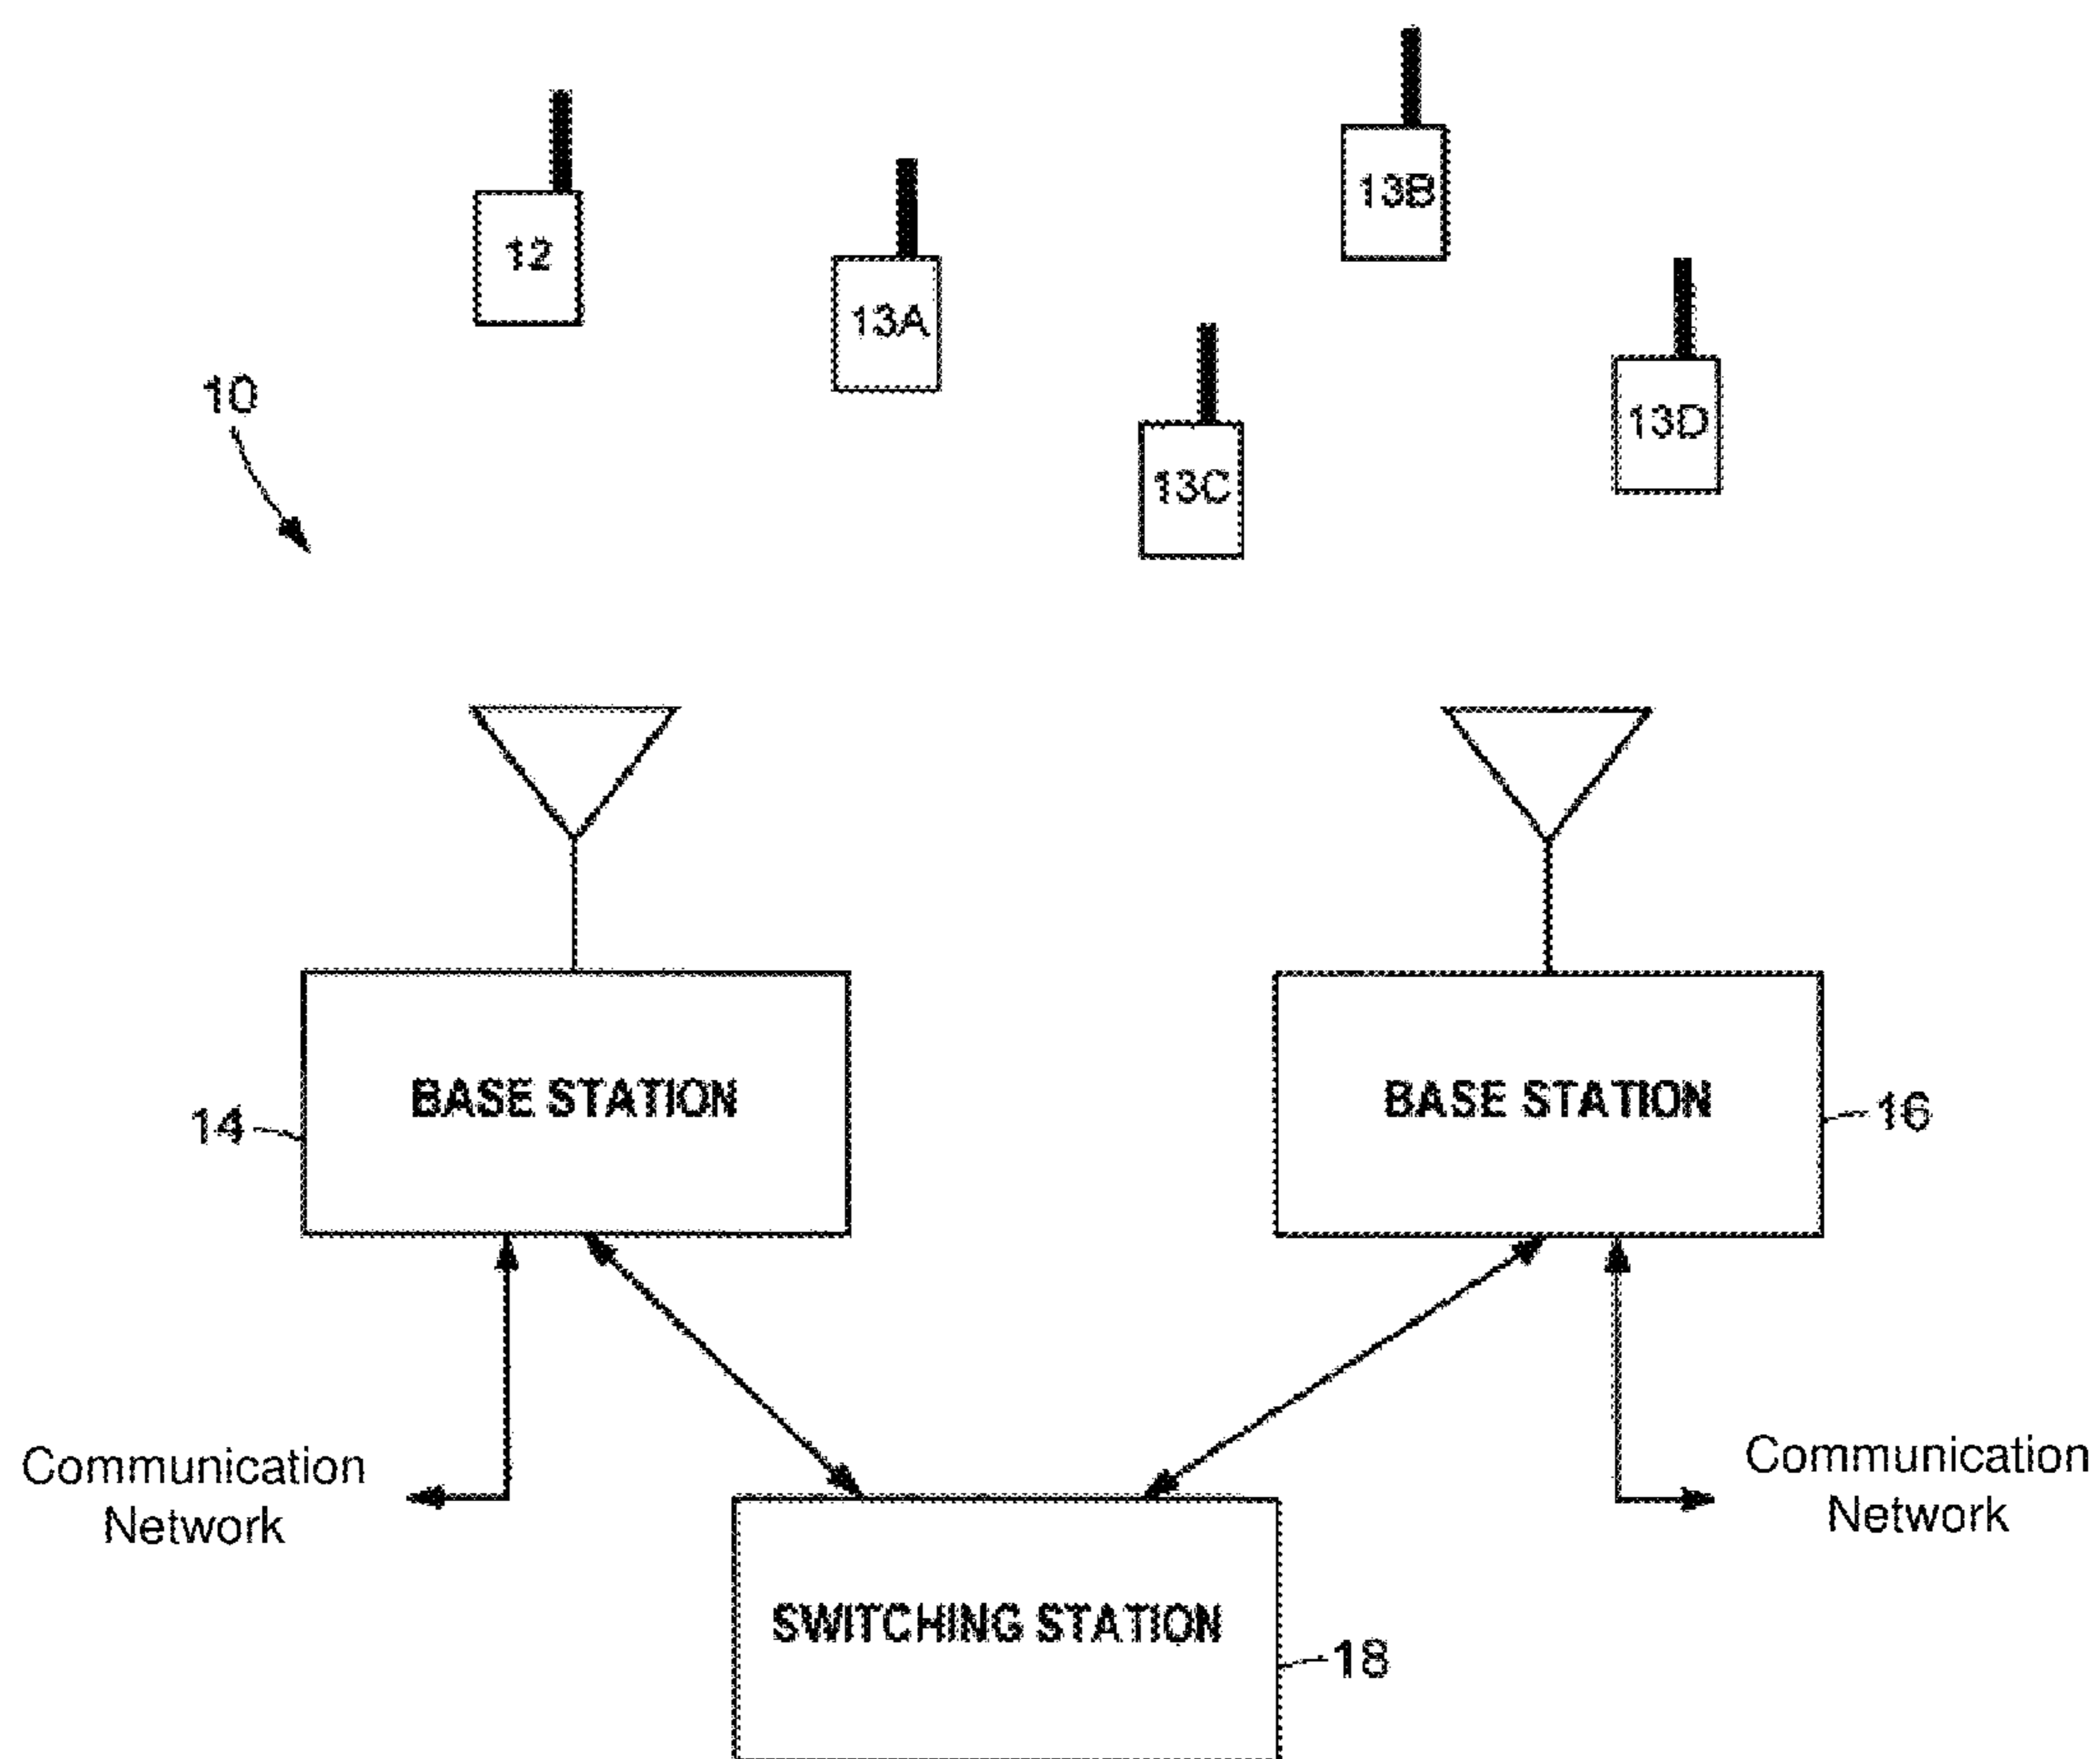 13B
12
13A
13D
10
13C
BASE STATION
BASE STATION
14
16
Communication
Network
Communication
Network
SWITCHING STATION
18